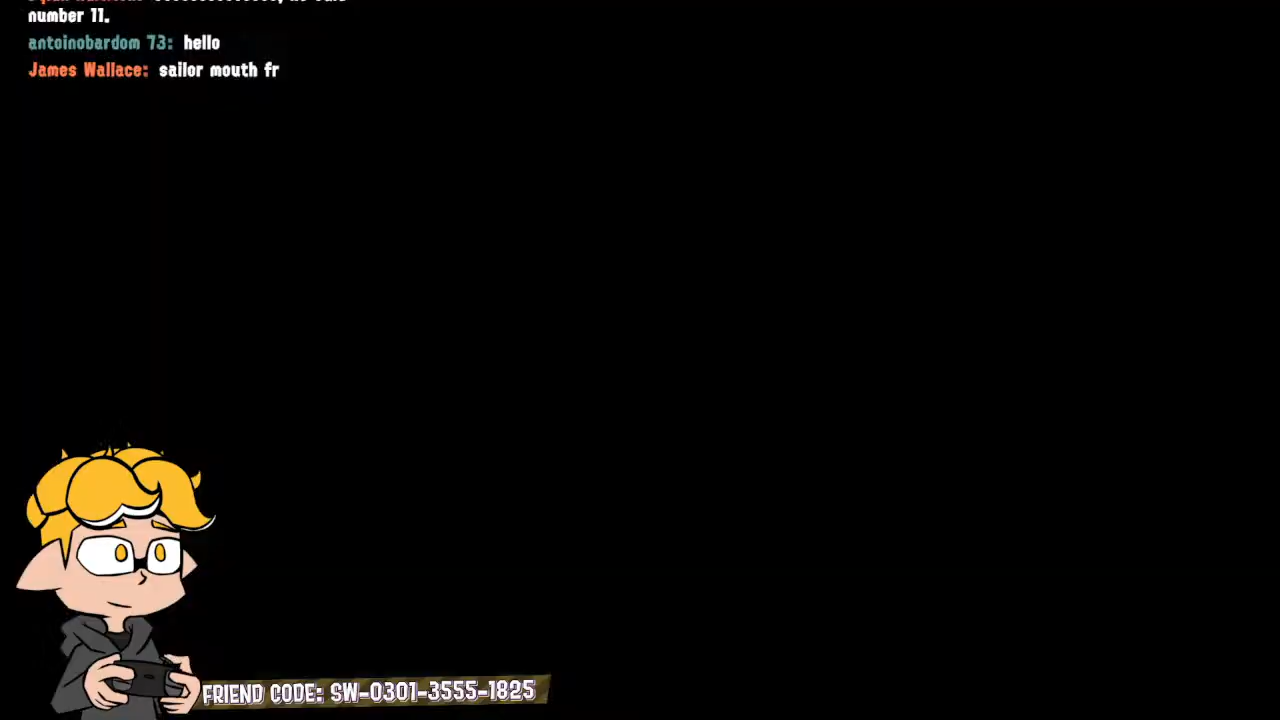 number 11.
antoinobardom 73: hello
James Wallace: sailor mouth fr
FRIEND CODE: SW-0301-3555-1825